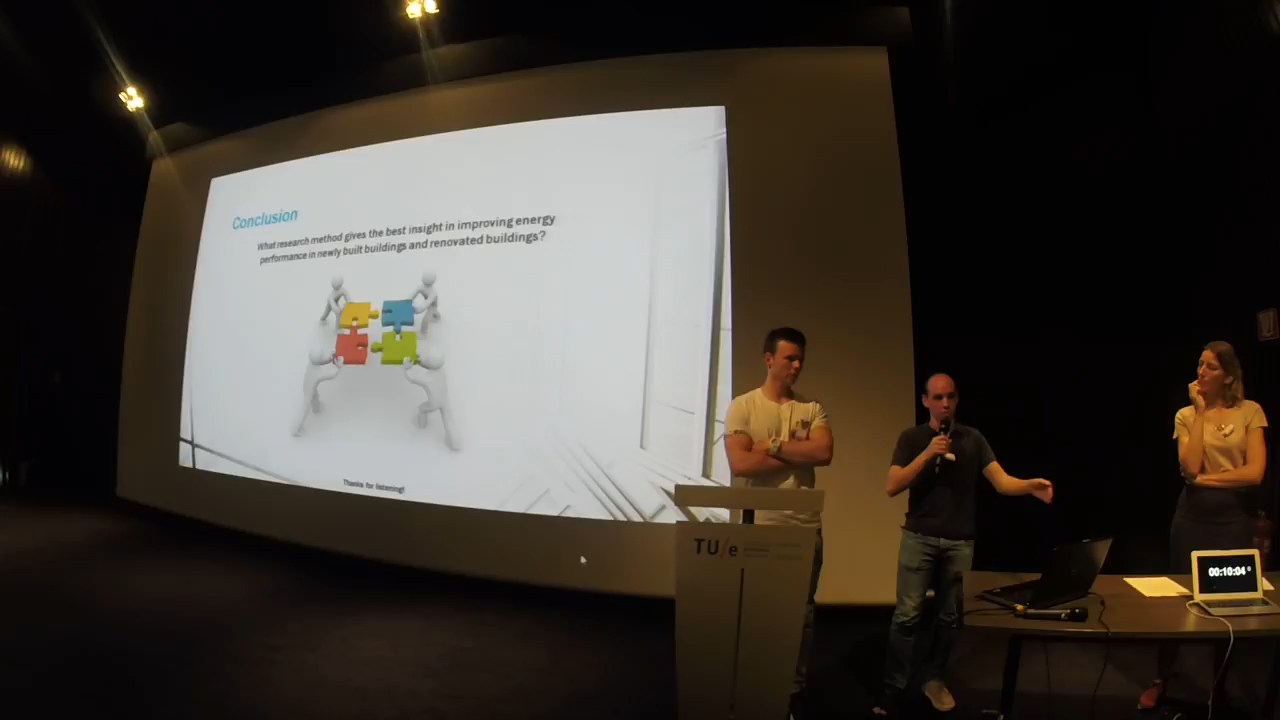 Conclusion
What research method gives the best insight in improving energy
performance in newly built buildings and renovated buildings?
Thanks for listening!
TU/e
00:10:04